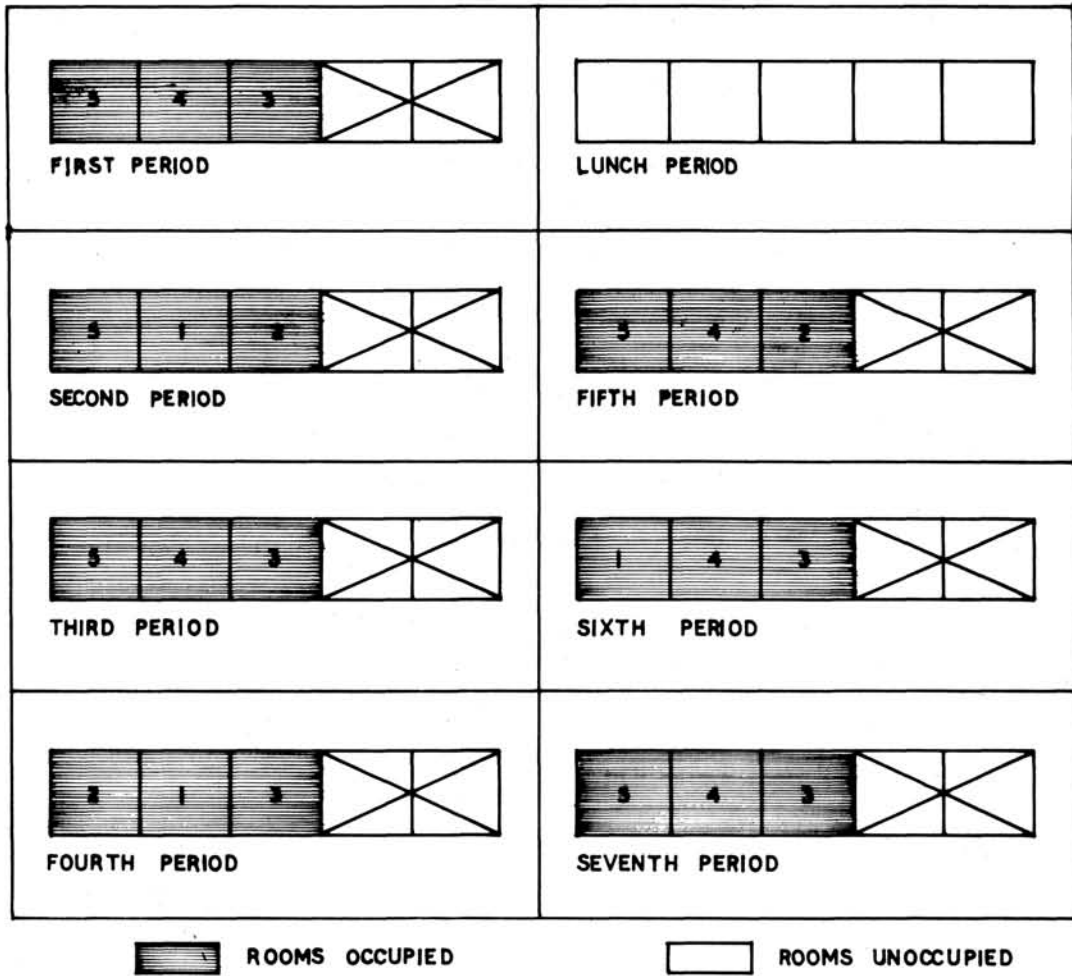 5 4 3
FIRST PERIOD
LUNCH PERIOD
5 1 2
SECOND PERIOD
5 4 2
FIFTH PERIOD
5 4 3
THIRD PERIOD
1 4 3
SIXTH PERIOD
2 1 3
FOURTH PERIOD
5 4 3
SEVENTH PERIOD
ROOMS OCCUPIED
ROOMS UNOCCUPIED